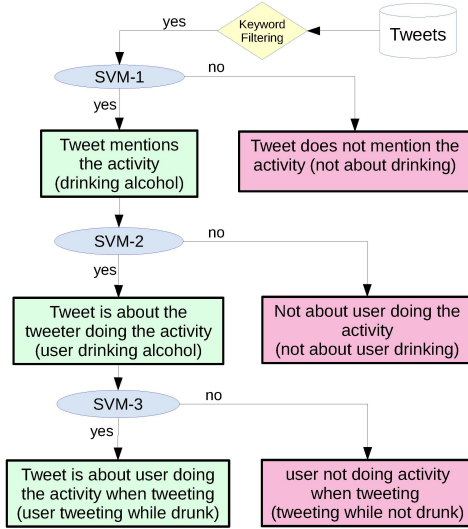 Keyword
Filtering
Tweets
yes
SVM-1
no
yes
Tweet mentions
the activity
(drinking alcohol)
Tweet does not mention the
activity (not about drinking)
SVM-2
no
yes
Tweet is about the
tweeter doing the activity
(user drinking alcohol)
Not about user doing the
activity
(not about user drinking)
SVM-3
no
yes
Tweet is about user doing
the activity when tweeting
(user tweeting while drunk)
user not doing activity
when tweeting
(tweeting while not drunk)